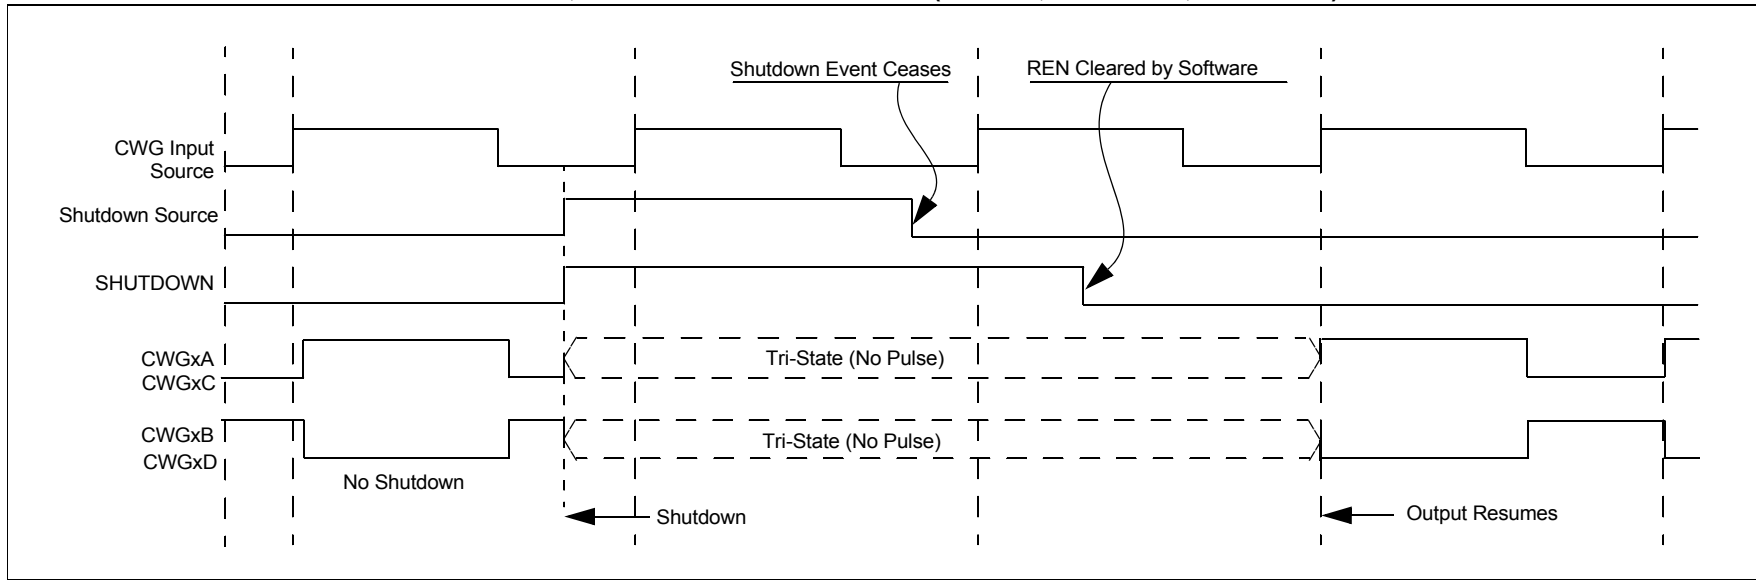 Shutdown Event Ceases
REN Cleared by Software
CWG Input
Source
Shutdown Source
SHUTDOWN
CWGxA
CWGxC
Tri-State (No Pulse)
CWGxB
CWGxD
Tri-State (No Pulse)
No Shutdown
Shutdown
Output Resumes